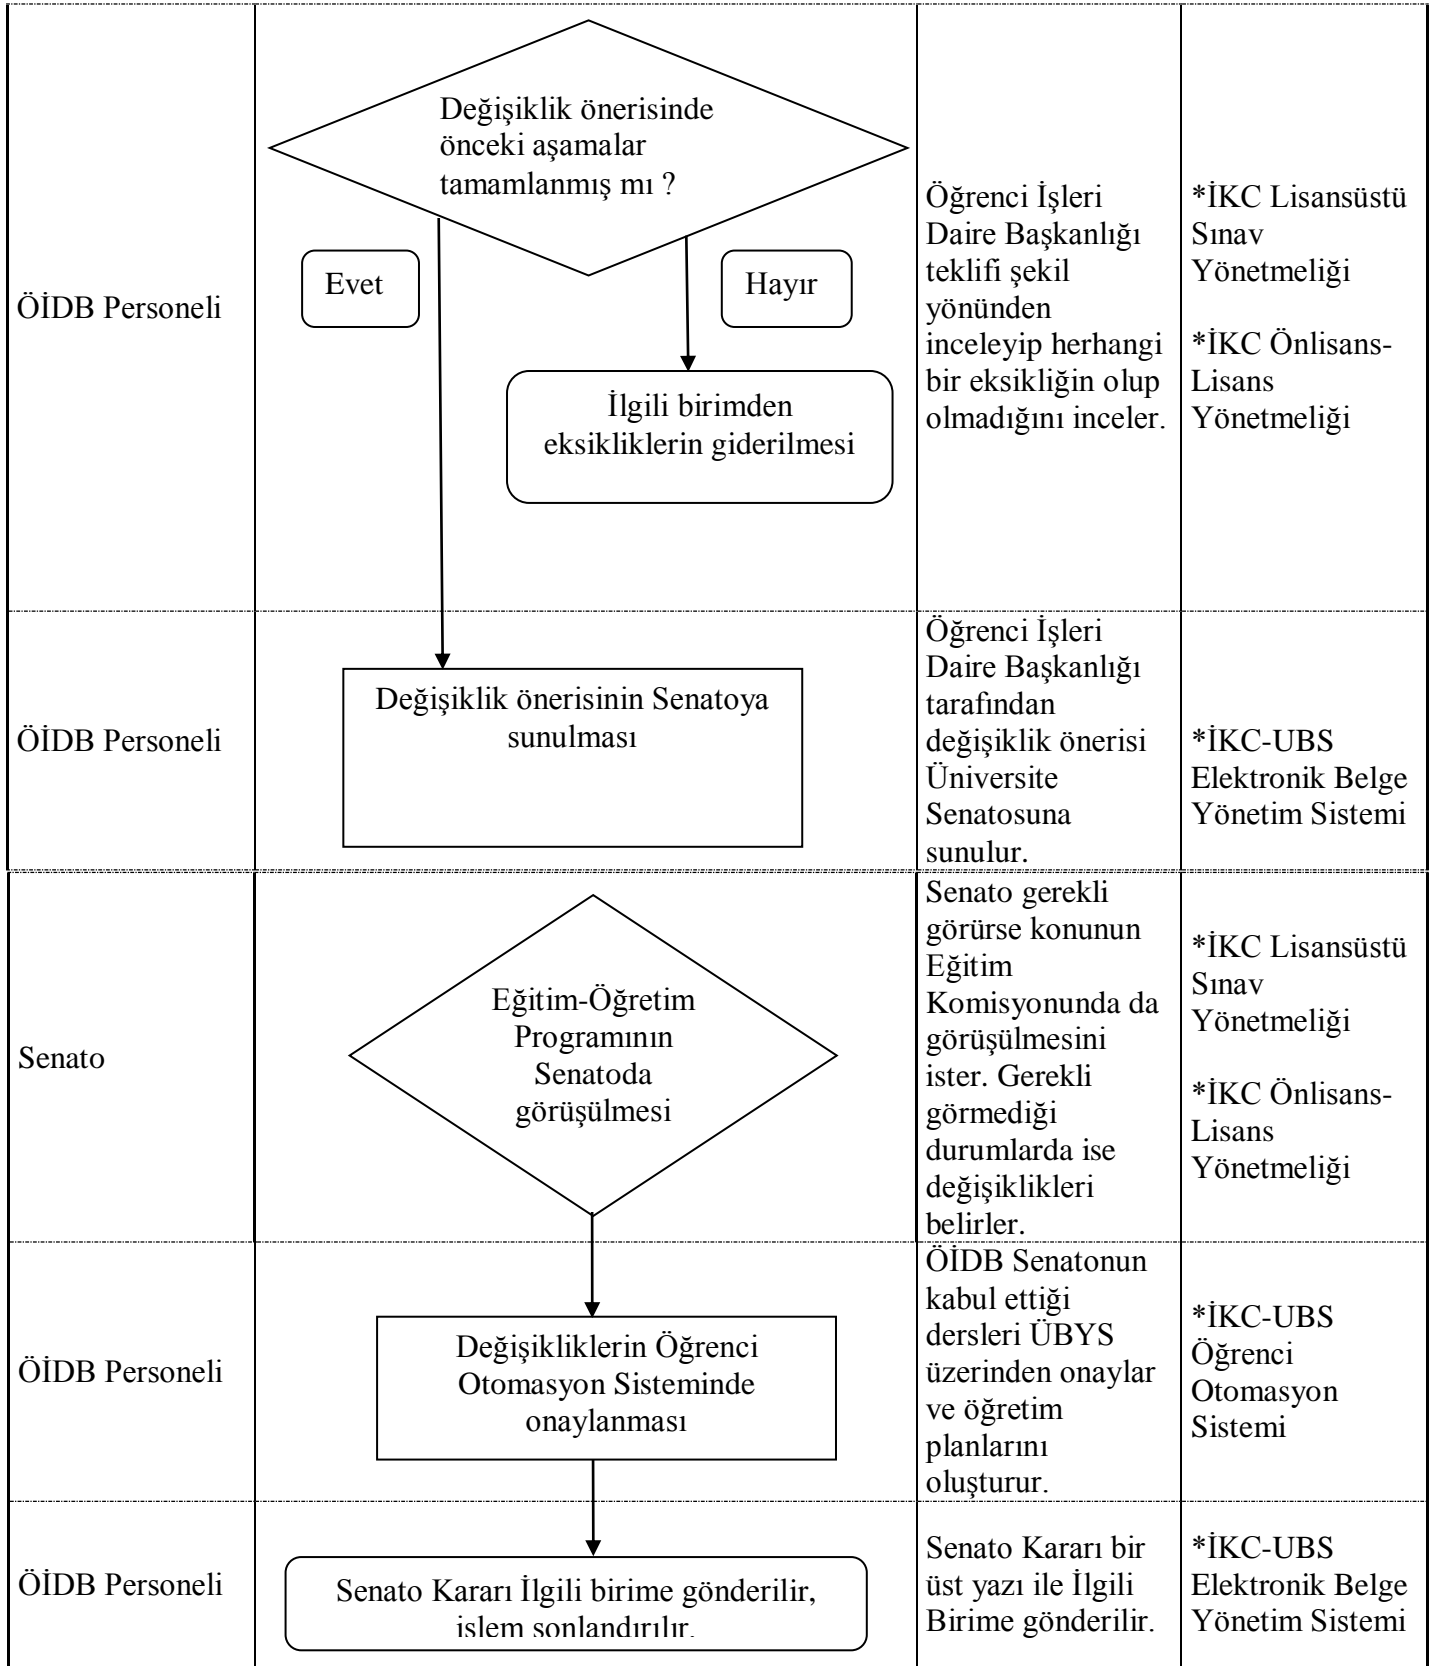 ÖİDB Personeli
Değişiklik önerisinde
önceki aşamalar
tamamlanmış mı ?
Evet
Hayır
İlgili birimden
eksikliklerin giderilmesi
Öğrenci İşleri
Daire Başkanlığı
teklifi şekil
yönünden
inceleyip herhangi
bir eksikliğin olup
olmadığını inceler.
*İKC Lisansüstü
Sınav
Yönetmeliği
*İKC Önlisans-
Lisans
Yönetmeliği
ÖİDB Personeli
Değişiklik önerisinin Senatoya
sunulması
Öğrenci İşleri
Daire Başkanlığı
tarafından
değişiklik önerisi
Üniversite
Senatosuna
sunulur.
*İKC-UBS
Elektronik Belge
Yönetim Sistemi
Senato
Eğitim-Öğretim
Programının
Senatoda
görüşülmesi
Senato gerekli
görürse konunun
Eğitim
Komisyonunda da
görüşülmesini
ister. Gerekli
görmediği
durumlarda ise
değişiklikleri
belirler.
*İKC Lisansüstü
Sınav
Yönetmeliği
*İKC Önlisans-
Lisans
Yönetmeliği
ÖİDB Personeli
Değişikliklerin Öğrenci
Otomasyon Sisteminde
onaylanması
ÖİDB Senatonun
kabul ettiği
dersleri ÜBYS
üzerinden onaylar
ve öğretim
planlarını
oluşturur.
*İKC-UBS
Öğrenci
Otomasyon
Sistemi
ÖİDB Personeli
Senato Kararı İlgili birime gönderilir,
işlem sonlandırılır.
Senato Kararı bir
üst yazı ile İlgili
Birime gönderilir.
*İKC-UBS
Elektronik Belge
Yönetim Sistemi